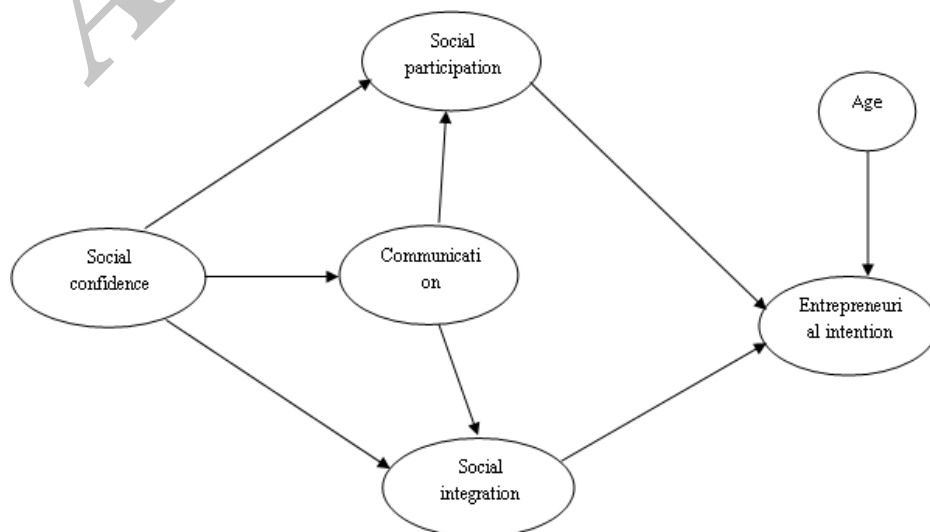 Social
participation
Age
Social
confidence
Communicati
on
Entrepreneuri
al intention
Social
integration